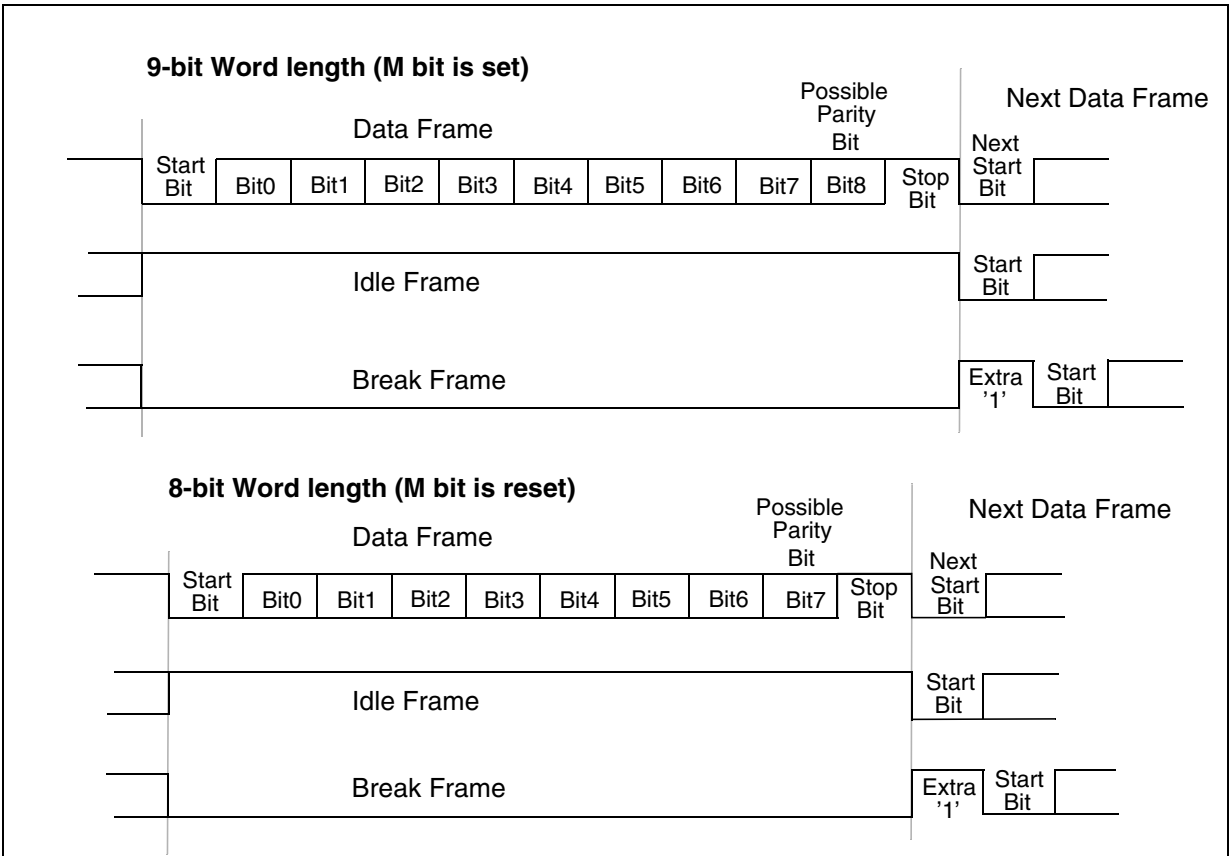 9-bit Word length (M bit is set)
Possible
Parity
Bit
Next Data Frame
Data Frame
Next
Start
Bit
Start
Bit
Bit0
Bit1
Bit2
Bit3
Bit4
Bit5
Bit6
Bit7
Bit8
Stop
Bit
Idle Frame
Start
Bit
Break Frame
Extra
'1'
Start
Bit
8-bit Word length (M bit is reset)
Possible
Parity
Bit
Next Data Frame
Data Frame
Next
Start
Bit
Start
Bit
Bit0
Bit1
Bit2
Bit3
Bit4
Bit5
Bit6
Bit7
Stop
Bit
Idle Frame
Start
Bit
Break Frame
Extra
'1'
Start
Bit